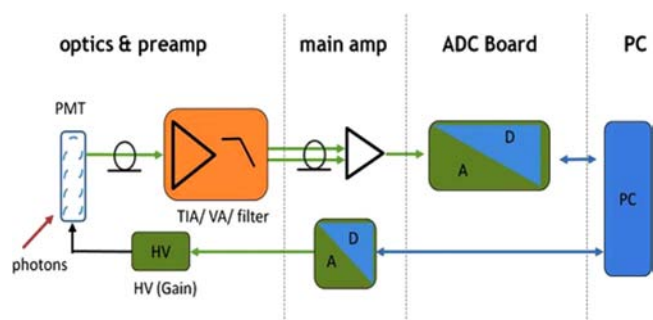 optics & preamp
main amp
ADC Board
PC
PMT
D
A
PC
TIA/ VA/ filter
photons
HV
HV (Gain)
D
A